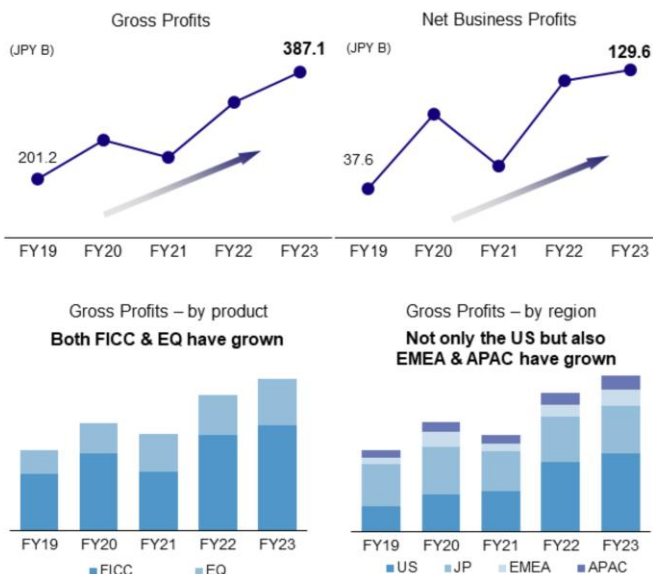 Gross Profits
(JPY B)
387.1
201.2
FY19 FY20 FY21 FY22 FY23
Net Business Profits
(JPY B)
129.6
37.6
FY19 FY20 FY21 FY22 FY23
Gross Profits – by product
Both FICC & EQ have grown
FY19 FY20 FY21 FY22 FY23
FICC EQ
Gross Profits – by region
Not only the US but also
EMEA & APAC have grown
FY19 FY20 FY21 FY22 FY23
US JP EMEA APAC